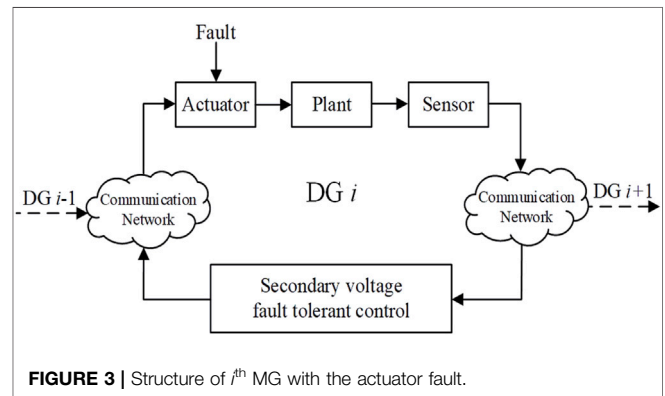 Fault
Actuator
Plant
Sensor
DG i-1
Communication
Network
DG i
Communication
Network
DG i+1
Secondary voltage
fault tolerant control
FIGURE 3 | Structure of ith MG with the actuator fault.